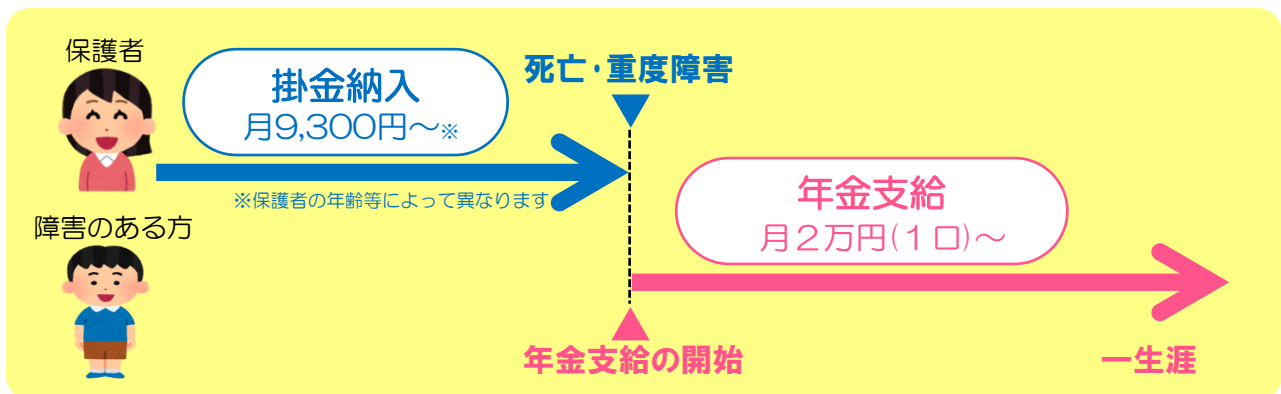 保護者
掛金納入
月9,300円～※
※保護者の年齢等によって異なります
死亡・重度障害
障害のある方
年金支給
月２万円(１口)～
年金支給の開始
一生涯